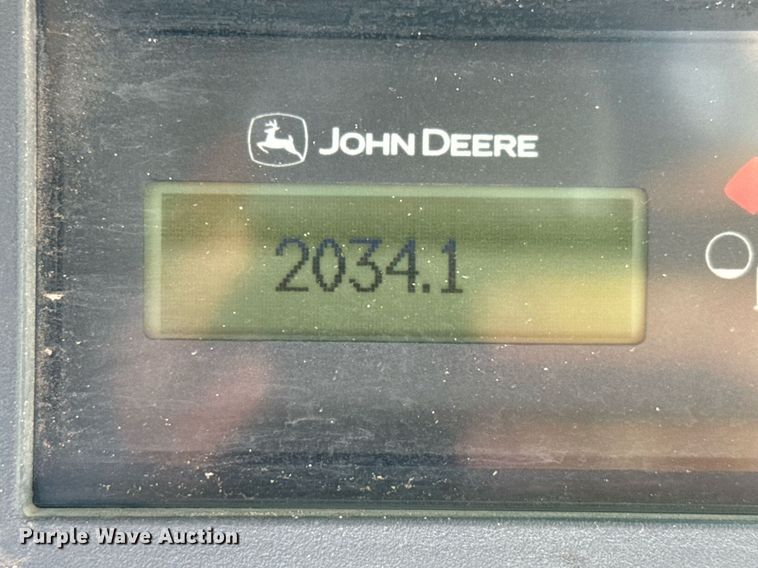 JOHN DEERE
2034.1
Purple Wave Auction